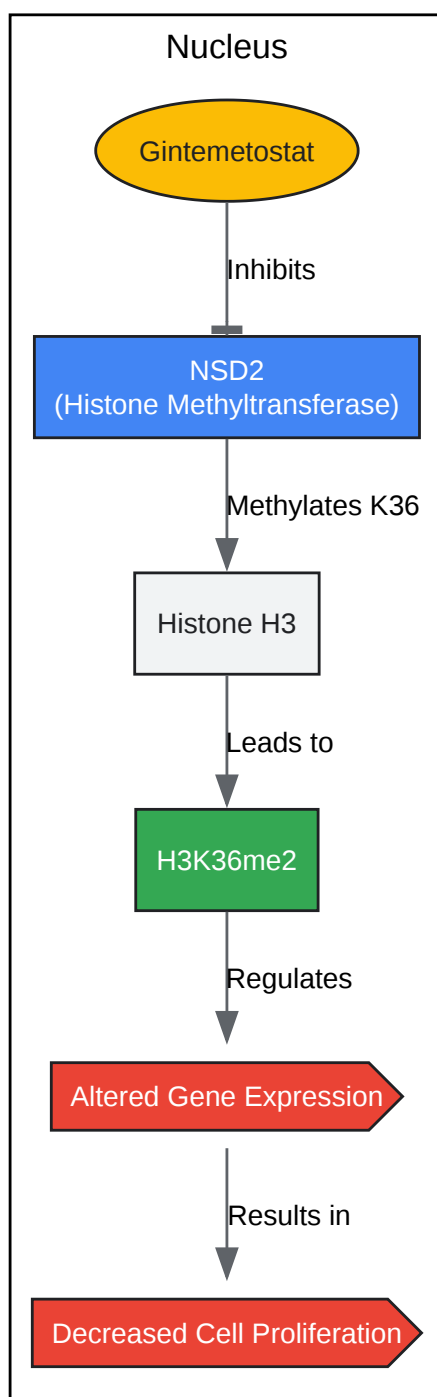 Nucleus
Gintemetostat
Inhibits
NSD2
(Histone Methyltransferase)
Methylates K36
Histone H3
Leads to
H3K36me2
Regulates
Altered Gene Expression
Results in
Decreased Cell Proliferation